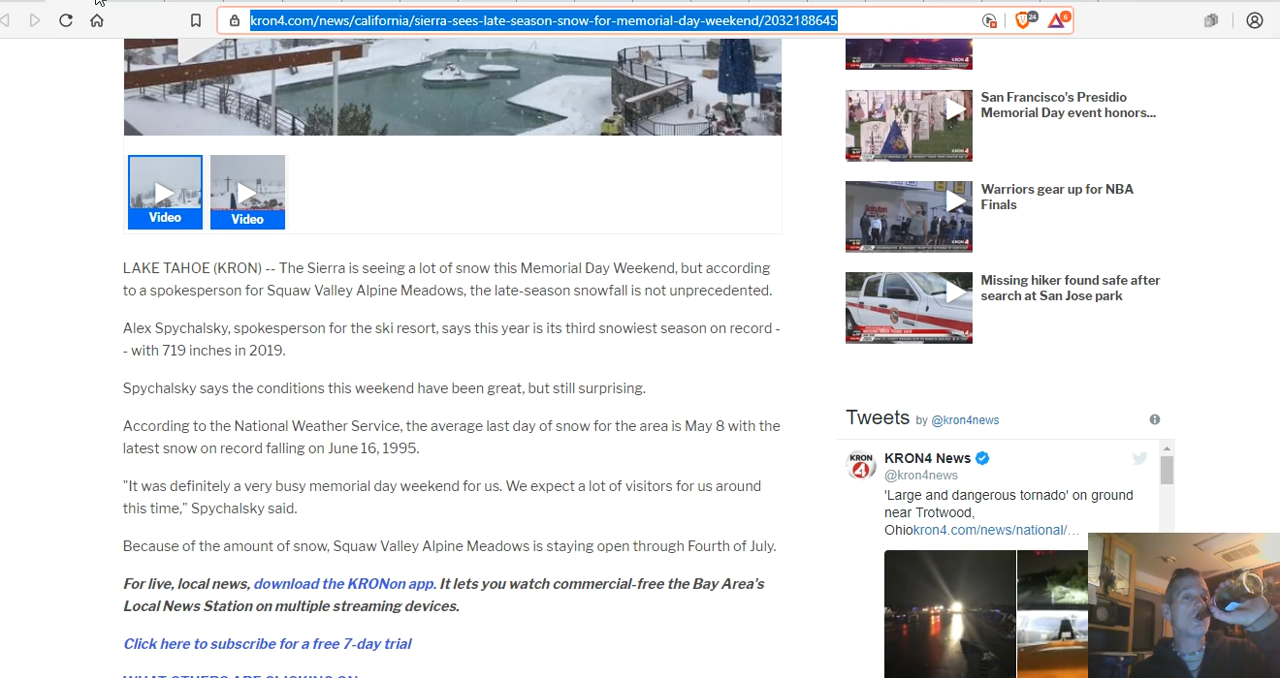 kron4.com/news/california/sierra-sees-late-season-snow-for-memorial-day-weekend/2032188645
24
6
Video
Video
LAKE TAHOE (KRON) -- The Sierra is seeing a lot of snow this Memorial Day Weekend, but according
to a spokesperson for Squaw Valley Alpine Meadows, the late-season snowfall is not unprecedented.
Alex Spychalsky, spokesperson for the ski resort, says this year is its third snowiest season on record -
- with 719 inches in 2019.
Spychalsky says the conditions this weekend have been great, but still surprising.
According to the National Weather Service, the average last day of snow for the area is May 8 with the
latest snow on record falling on June 16, 1995.
"It was definitely a very busy memorial day weekend for us. We expect a lot of visitors for us around
this time," Spychalsky said.
Because of the amount of snow, Squaw Valley Alpine Meadows is staying open through Fourth of July.
For live, local news, download the KRONon app. It lets you watch commercial-free the Bay Area's
Local News Station on multiple streaming devices.
Click here to subscribe for a free 7-day trial
WHAT OTHERS ARE CLICKING ON
San Francisco's Presidio
Memorial Day event honors...
Warriors gear up for NBA
Finals
Missing hiker found safe after
search at San Jose park
Tweets by @kron4news
KRON
4
KRON4 News
@kron4news
'Large and dangerous tornado' on ground
near Trotwood,
Ohiokron4.com/news/national/…